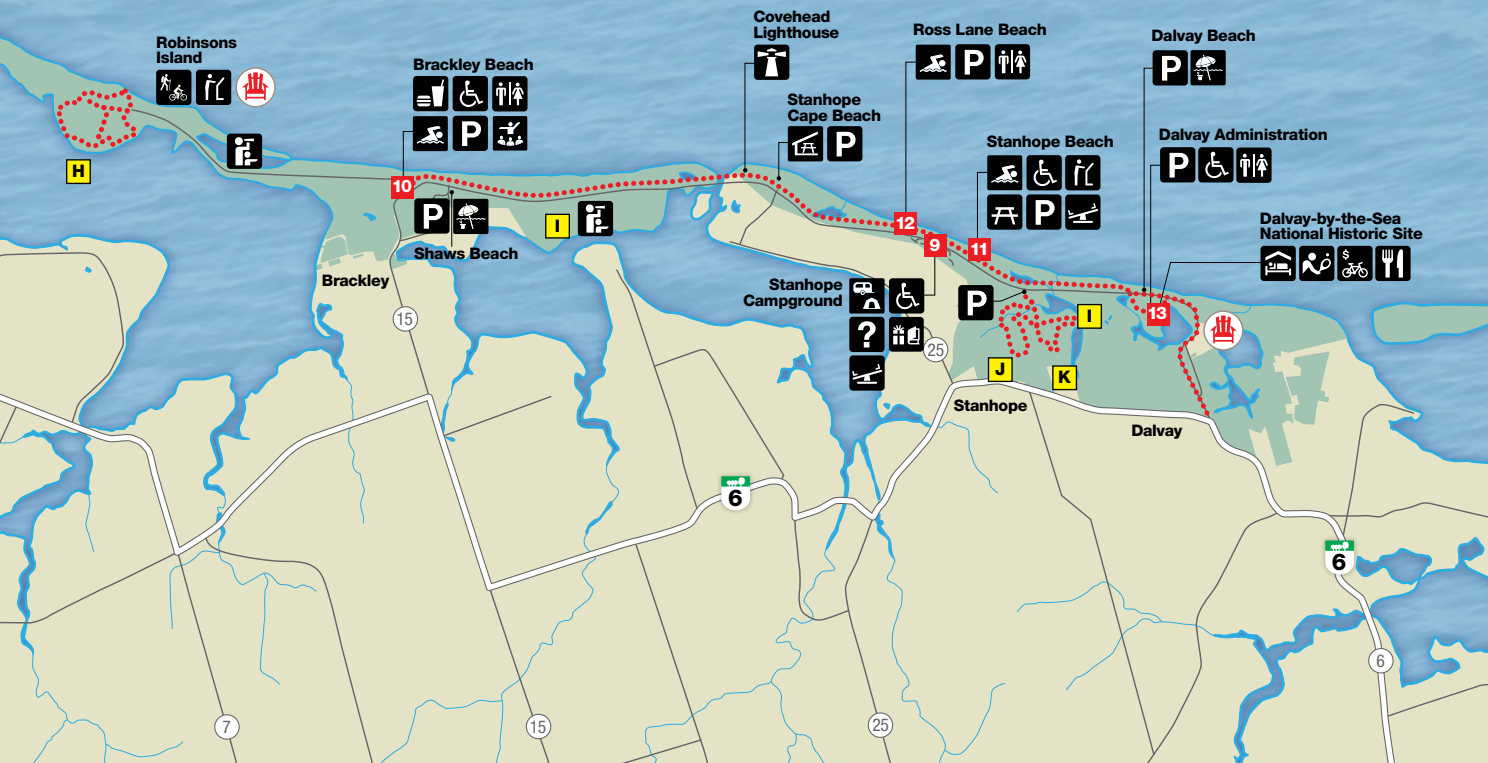 Robinsons
Island
H
Brackley Beach
P
10
P
Shaws Beach
I
Brackley
15
Covehead
Lighthouse
Stanhope
Cape Beach
P
Ross Lane Beach
P
12
9
11
Stanhope Beach
P
Dalvay Beach
P
Dalvay Administration
P
Dalvay-by-the-Sea
National Historic Site
$
13
Stanhope
Campground
?
P
I
25
J
K
Stanhope
Dalvay
6
6
6
7
15
25